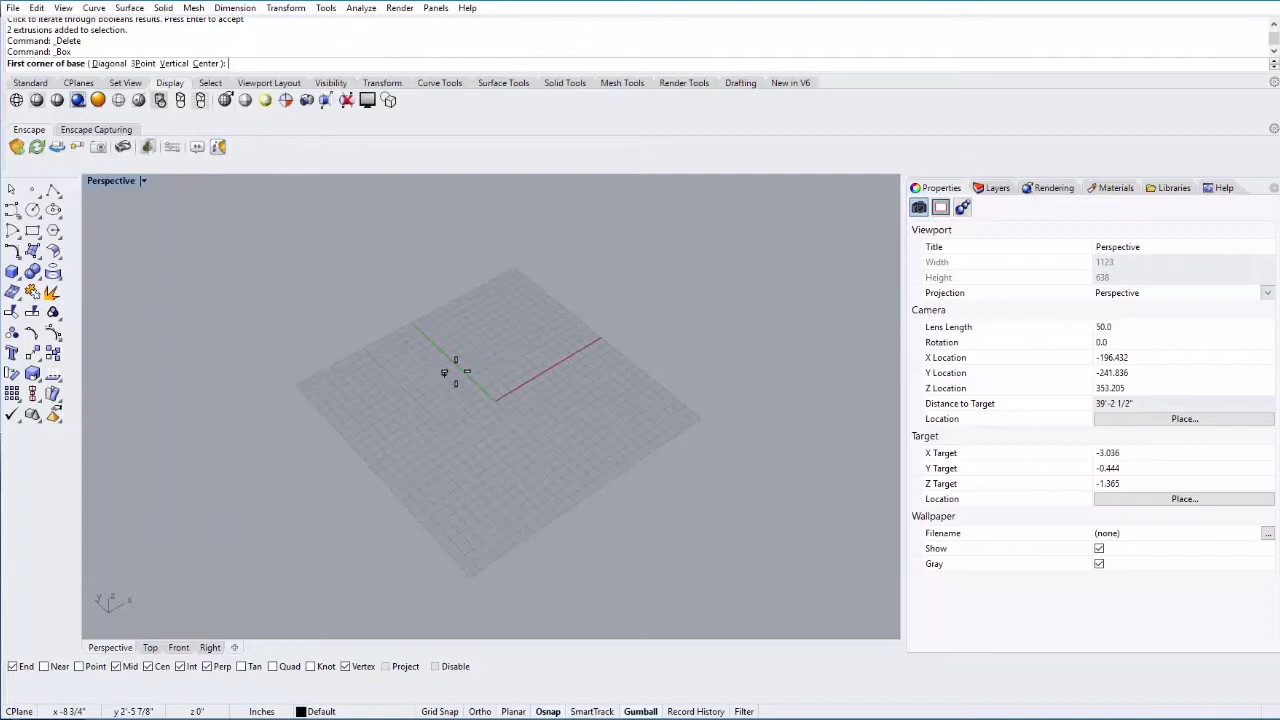 File Edit View Curve Surface Solid Mesh Dimension Transform Tools Analyze Render Panels Help
Click to iterate through booleans results. Press Enter to accept
2 extrusions added to selection.
Command: _Delete
Command: _Box
First corner of base ( Diagonal 3Point Vertical Center ):
Standard CPlanes Set View Display Select Viewport Layout Visibility Transform Curve Tools Surface Tools Solid Tools Mesh Tools Render Tools Drafting New in V6
Enscape Enscape Capturing
Perspective
Properties Layers Rendering Materials Libraries Help
Viewport
Title Perspective
Width 1123
Height 638
Projection Perspective
Camera
Lens Length 50.0
Rotation 0.0
X Location -196.432
Y Location -241.836
Z Location 353.205
Distance to Target 39'-2 1/2"
Location Place...
Target
X Target -3.036
Y Target -0.444
Z Target -1.365
Location Place...
Wallpaper
Filename (none) ...
Show
Gray
y z x
Perspective Top Front Right
End Near Point Mid Cen Int Perp Tan Quad Knot Vertex Project Disable
CPlane x -8 3/4" y 2'-5 7/8" z 0" Inches Default Grid Snap Ortho Planar Osnap SmartTrack Gumball Record History Filter